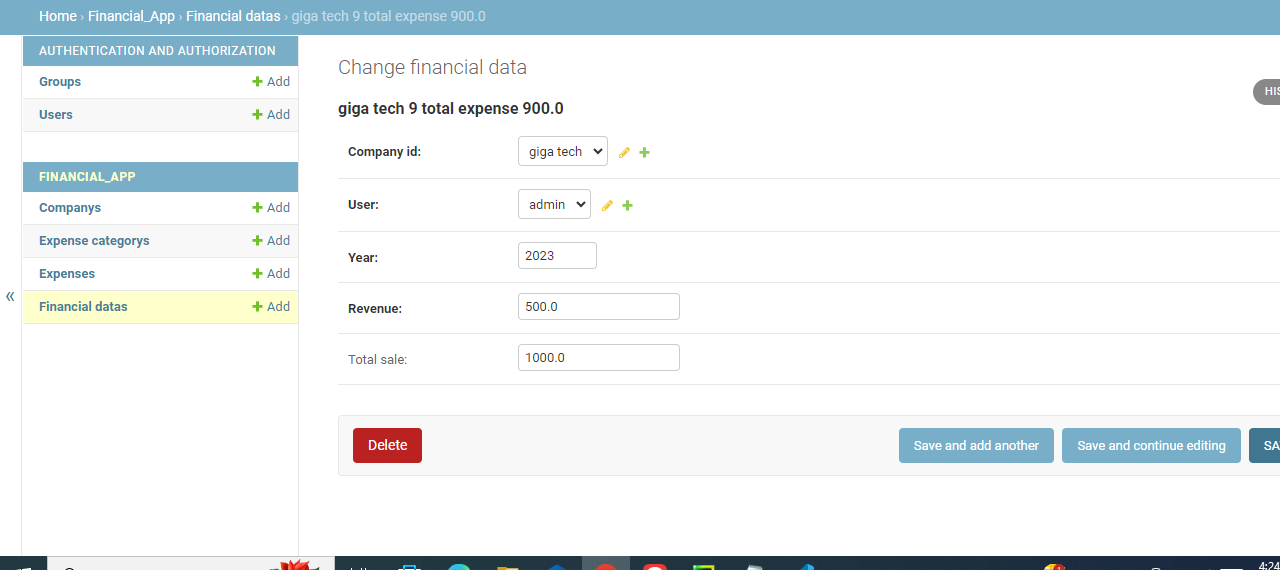 Home › Financial_App › Financial datas › giga tech 9 total expense 900.0
AUTHENTICATION AND AUTHORIZATION
Groups + Add
Users + Add
FINANCIAL_APP
Companys + Add
Expense categorys + Add
Expenses + Add
Financial datas + Add
«
Change financial data
HIS
giga tech 9 total expense 900.0
Company id: giga tech
User: admin
Year: 2023
Revenue: 500.0
Total sale: 1000.0
Delete
Save and add another
Save and continue editing
SA
4:24